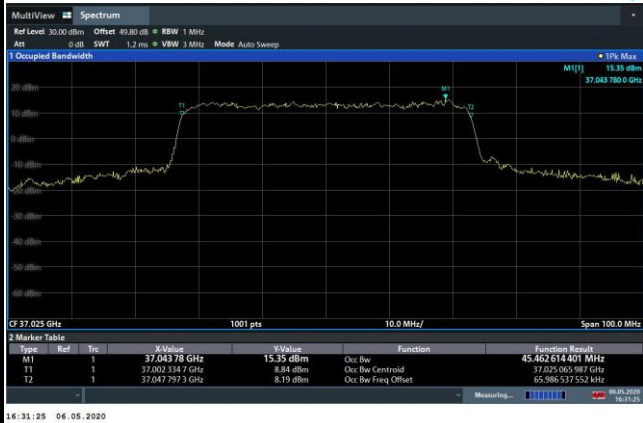 MultiView Spectrum
Ref Level 30.00 dBm Offset 49.80 dB RBW 1 MHz
Att 0 dB SWT 1.2 ms VBW 3 MHz Mode Auto Sweep
1 Occupied Bandwidth 1Pk Max
M1[1] 15.35 dBm
37.043 780 0 GHz
20 dBm
M1
T1
T2
10 dBm
0 dBm
-10 dBm
-20 dBm
-30 dBm
-40 dBm
-50 dBm
-60 dBm
CF 37.025 GHz 1001 pts 10.0 MHz/ Span 100.0 MHz
2 Marker Table
Type Ref Trc X-Value Y-Value Function Function Result
M1 1 37.043 78 GHz 15.35 dBm Occ Bw 45.462 614 401 MHz
T1 1 37.002 334 7 GHz 8.84 dBm Occ Bw Centroid 37.025 065 987 GHz
T2 1 37.047 797 3 GHz 8.19 dBm Occ Bw Freq Offset 65.986 537 552 kHz
Measuring... 06.05.2020
16:31:25
16:31:25 06.05.2020